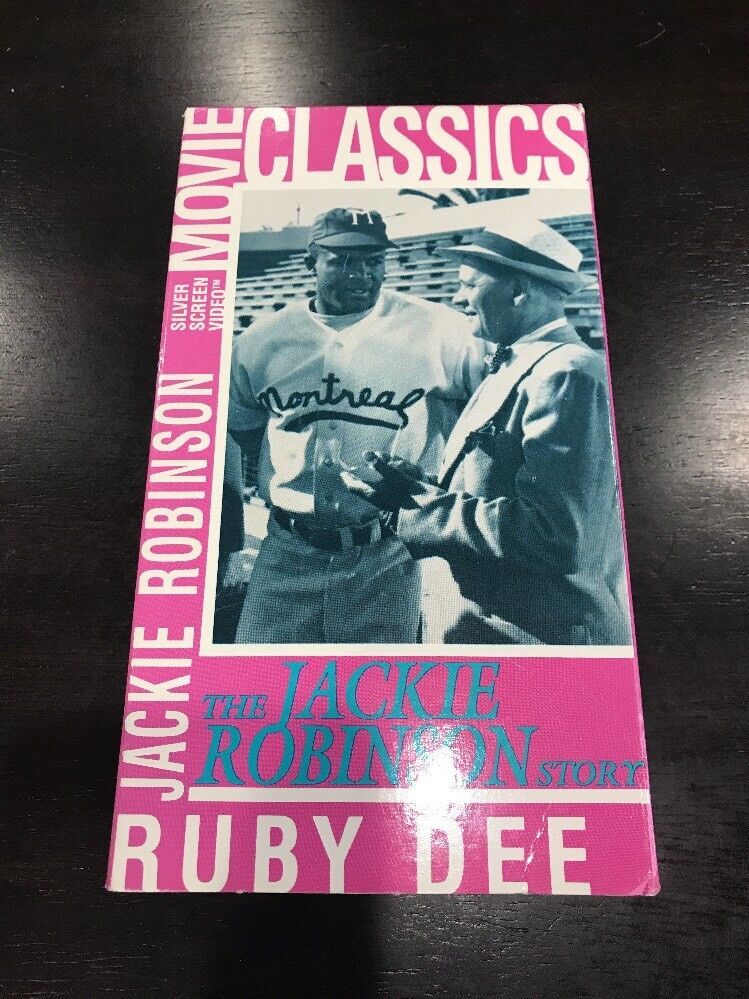 MOVIE
CLASSICS
SILVER
SCREEN
VIDEO™
JACKIE ROBINSON
Montreal
THE JACKIE
ROBINSON STORY
RUBY DEE